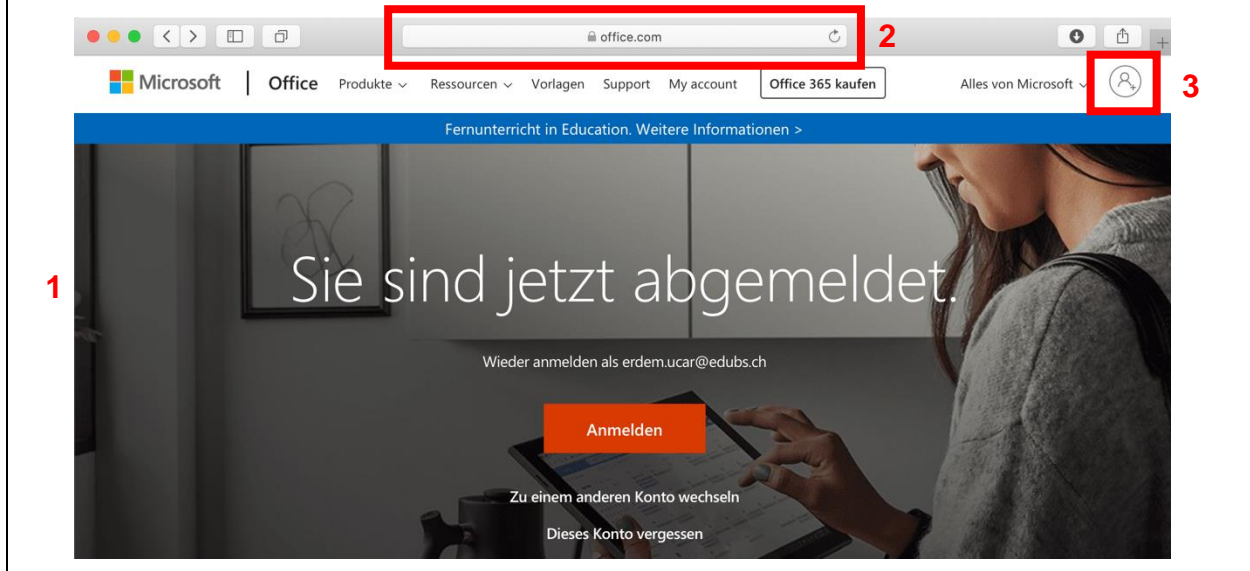 office.com
2
Microsoft | Office Produkte Ressourcen Vorlagen Support My account Office 365 kaufen Alles von Microsoft
3
Fernunterricht in Education. Weitere Informationen >
1
Sie sind jetzt abgemeldet.
Wieder anmelden als erdem.ucar@edubs.ch
Anmelden
Zu einem anderen Konto wechseln
Dieses Konto vergessen